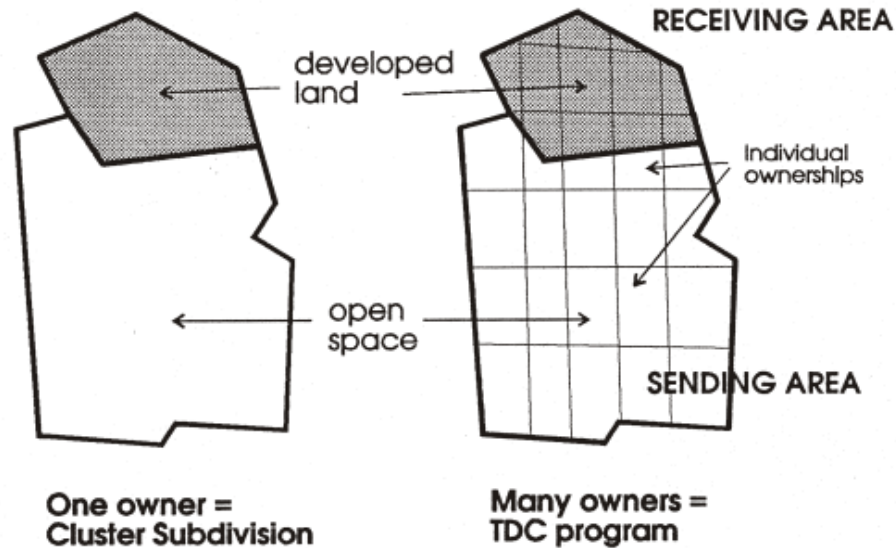 RECEIVING AREA
developed
land
Individual
ownerships
open
space
SENDING AREA
One owner =
Cluster Subdivision
Many owners =
TDC program